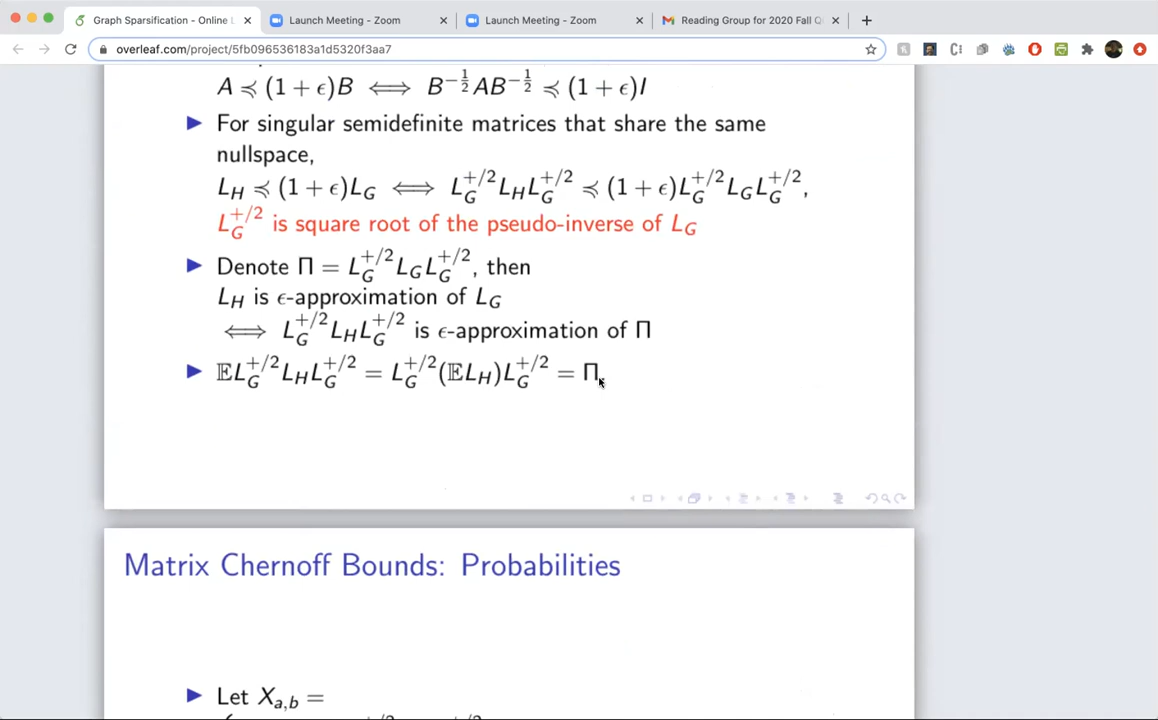 Graph Sparsification - Online L
Launch Meeting - Zoom
Launch Meeting - Zoom
Reading Group for 2020 Fall Q
overleaf.com/project/5fb096536183a1d5320f3aa7
A ≼ (1 + ϵ)B ⟺ B^{-1/2}AB^{-1/2} ≼ (1 + ϵ)I
▶ For singular semidefinite matrices that share the same
nullspace,
L_H ≼ (1 + ϵ)L_G ⟺ L_G^{+/2}L_HL_G^{+/2} ≼ (1 + ϵ)L_G^{+/2}L_GL_G^{+/2},
L_G^{+/2} is square root of the pseudo-inverse of L_G
▶ Denote Π = L_G^{+/2}L_GL_G^{+/2}, then
L_H is ϵ-approximation of L_G
⟺ L_G^{+/2}L_HL_G^{+/2} is ϵ-approximation of Π
▶ 𝔼L_G^{+/2}L_HL_G^{+/2} = L_G^{+/2}(𝔼L_H)L_G^{+/2} = Π
Matrix Chernoff Bounds: Probabilities
▶ Let X_{a,b} =